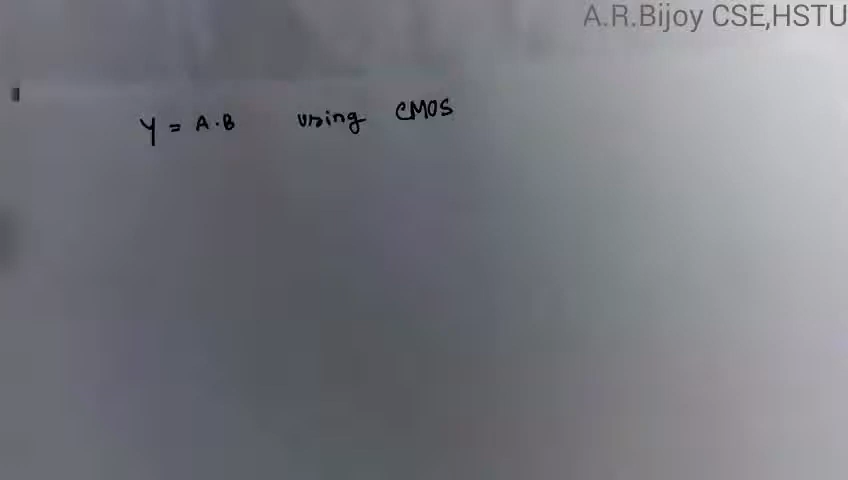 A.R.Bijoy CSE,HSTU
Y = A.B using CMOS